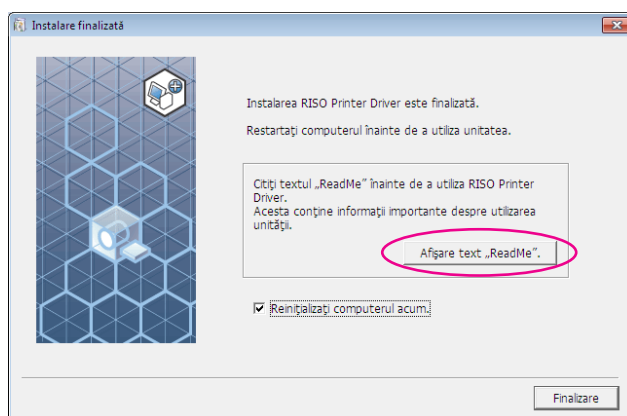 Instalare finalizată
Instalarea RISO Printer Driver este finalizată.
Restartați computerul înainte de a utiliza unitatea.
Citiți textul „ReadMe” înainte de a utiliza RISO Printer
Driver.
Acesta conține informații importante despre utilizarea
unității.
Afișare text „ReadMe”.
Reinițializați computerul acum.
Finalizare